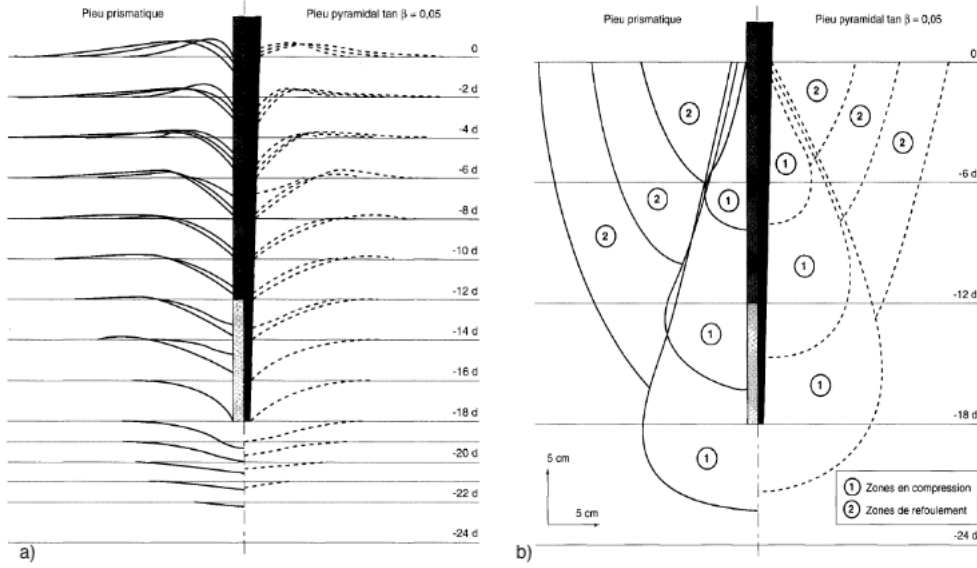 Pieu prismatique
Pieu pyramidal tan β = 0,05
0
-2 d
-4 d
-6 d
-8 d
-10 d
-12 d
-14 d
-16 d
-18 d
-20 d
-22 d
-24 d
a)
Pieu prismatique
Pieu pyramidal tan β = 0,05
0
2
2
2
2
1
-6 d
1
2
2
1
-12 d
1
1
-18 d
1
5 cm
5 cm
1 Zones en compression
2 Zones de refoulement
-24 d
b)